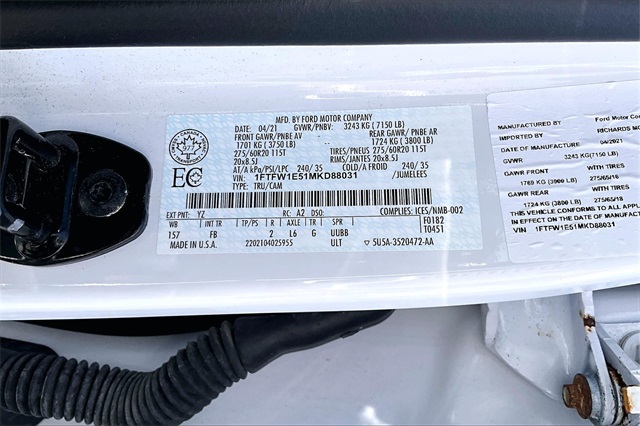 MFD. BY FORD MOTOR COMPANY
DATE: 04/21 GVWR/PNBV: 3243 KG ( 7150 LB)
FRONT GAWR/PNBE AV REAR GAWR/PNBE AR
1701 KG ( 3750 LB) 1724 KG ( 3800 LB)
275/60R20 115T TIRES/PNEUS 275/60R20 115T
20x8.5J RIMS/JANTES 20x8.5J
AT/A kPa/PSI/LPC 240/ 35 COLD/A FROID 240/ 35
VIN: 1FTFW1E51MKD88031 /JUMELEES
TYPE: TRU/CAM
CANADA
EC
EXT PNT: YZ RC: A2 DSO: COMPLIES: ICES/NMB-002
WB INT TR TP/PS R AXLE TR SPR F0182
157 FB 2 L6 G UUBB T0451
MADE IN U.S.A. 2202104025955 ULT 5U5A-3520472-AA
MANUFACTURED BY Ford Motor
IMPORTED BY RICHARDS
DATE OF MANUFACTURE 04/2021
GVWR 3243 KG(7150 LB)
FRONT GAWR 275/65/18
1769 KG (3900 LB)
GAWR REAR 275/65/18
1724 KG (3800 LB)
THIS VEHICLE CONFORMS TO ALL APPLICABLE
IN EFFECT ON THE DATE OF
VIN 1FTFW1E51MKD88031